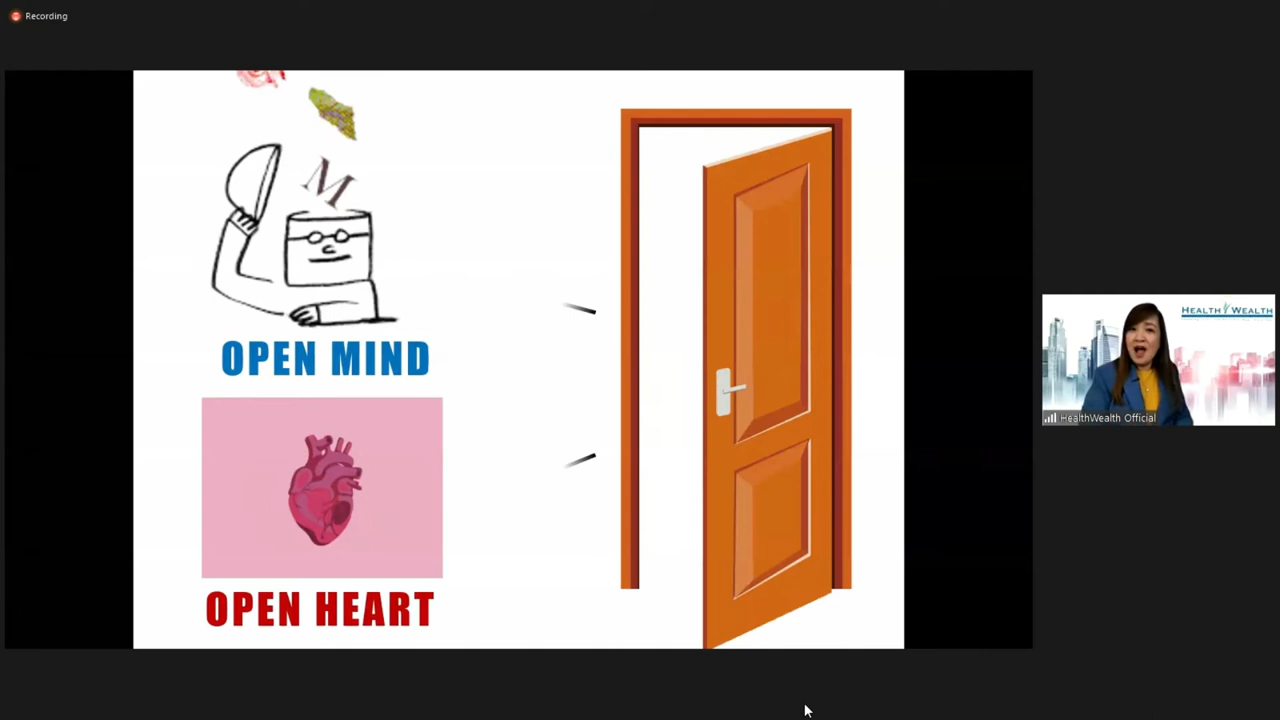 Recording
M
OPEN MIND
OPEN HEART
HEALTH WEALTH
HealthWealth Official